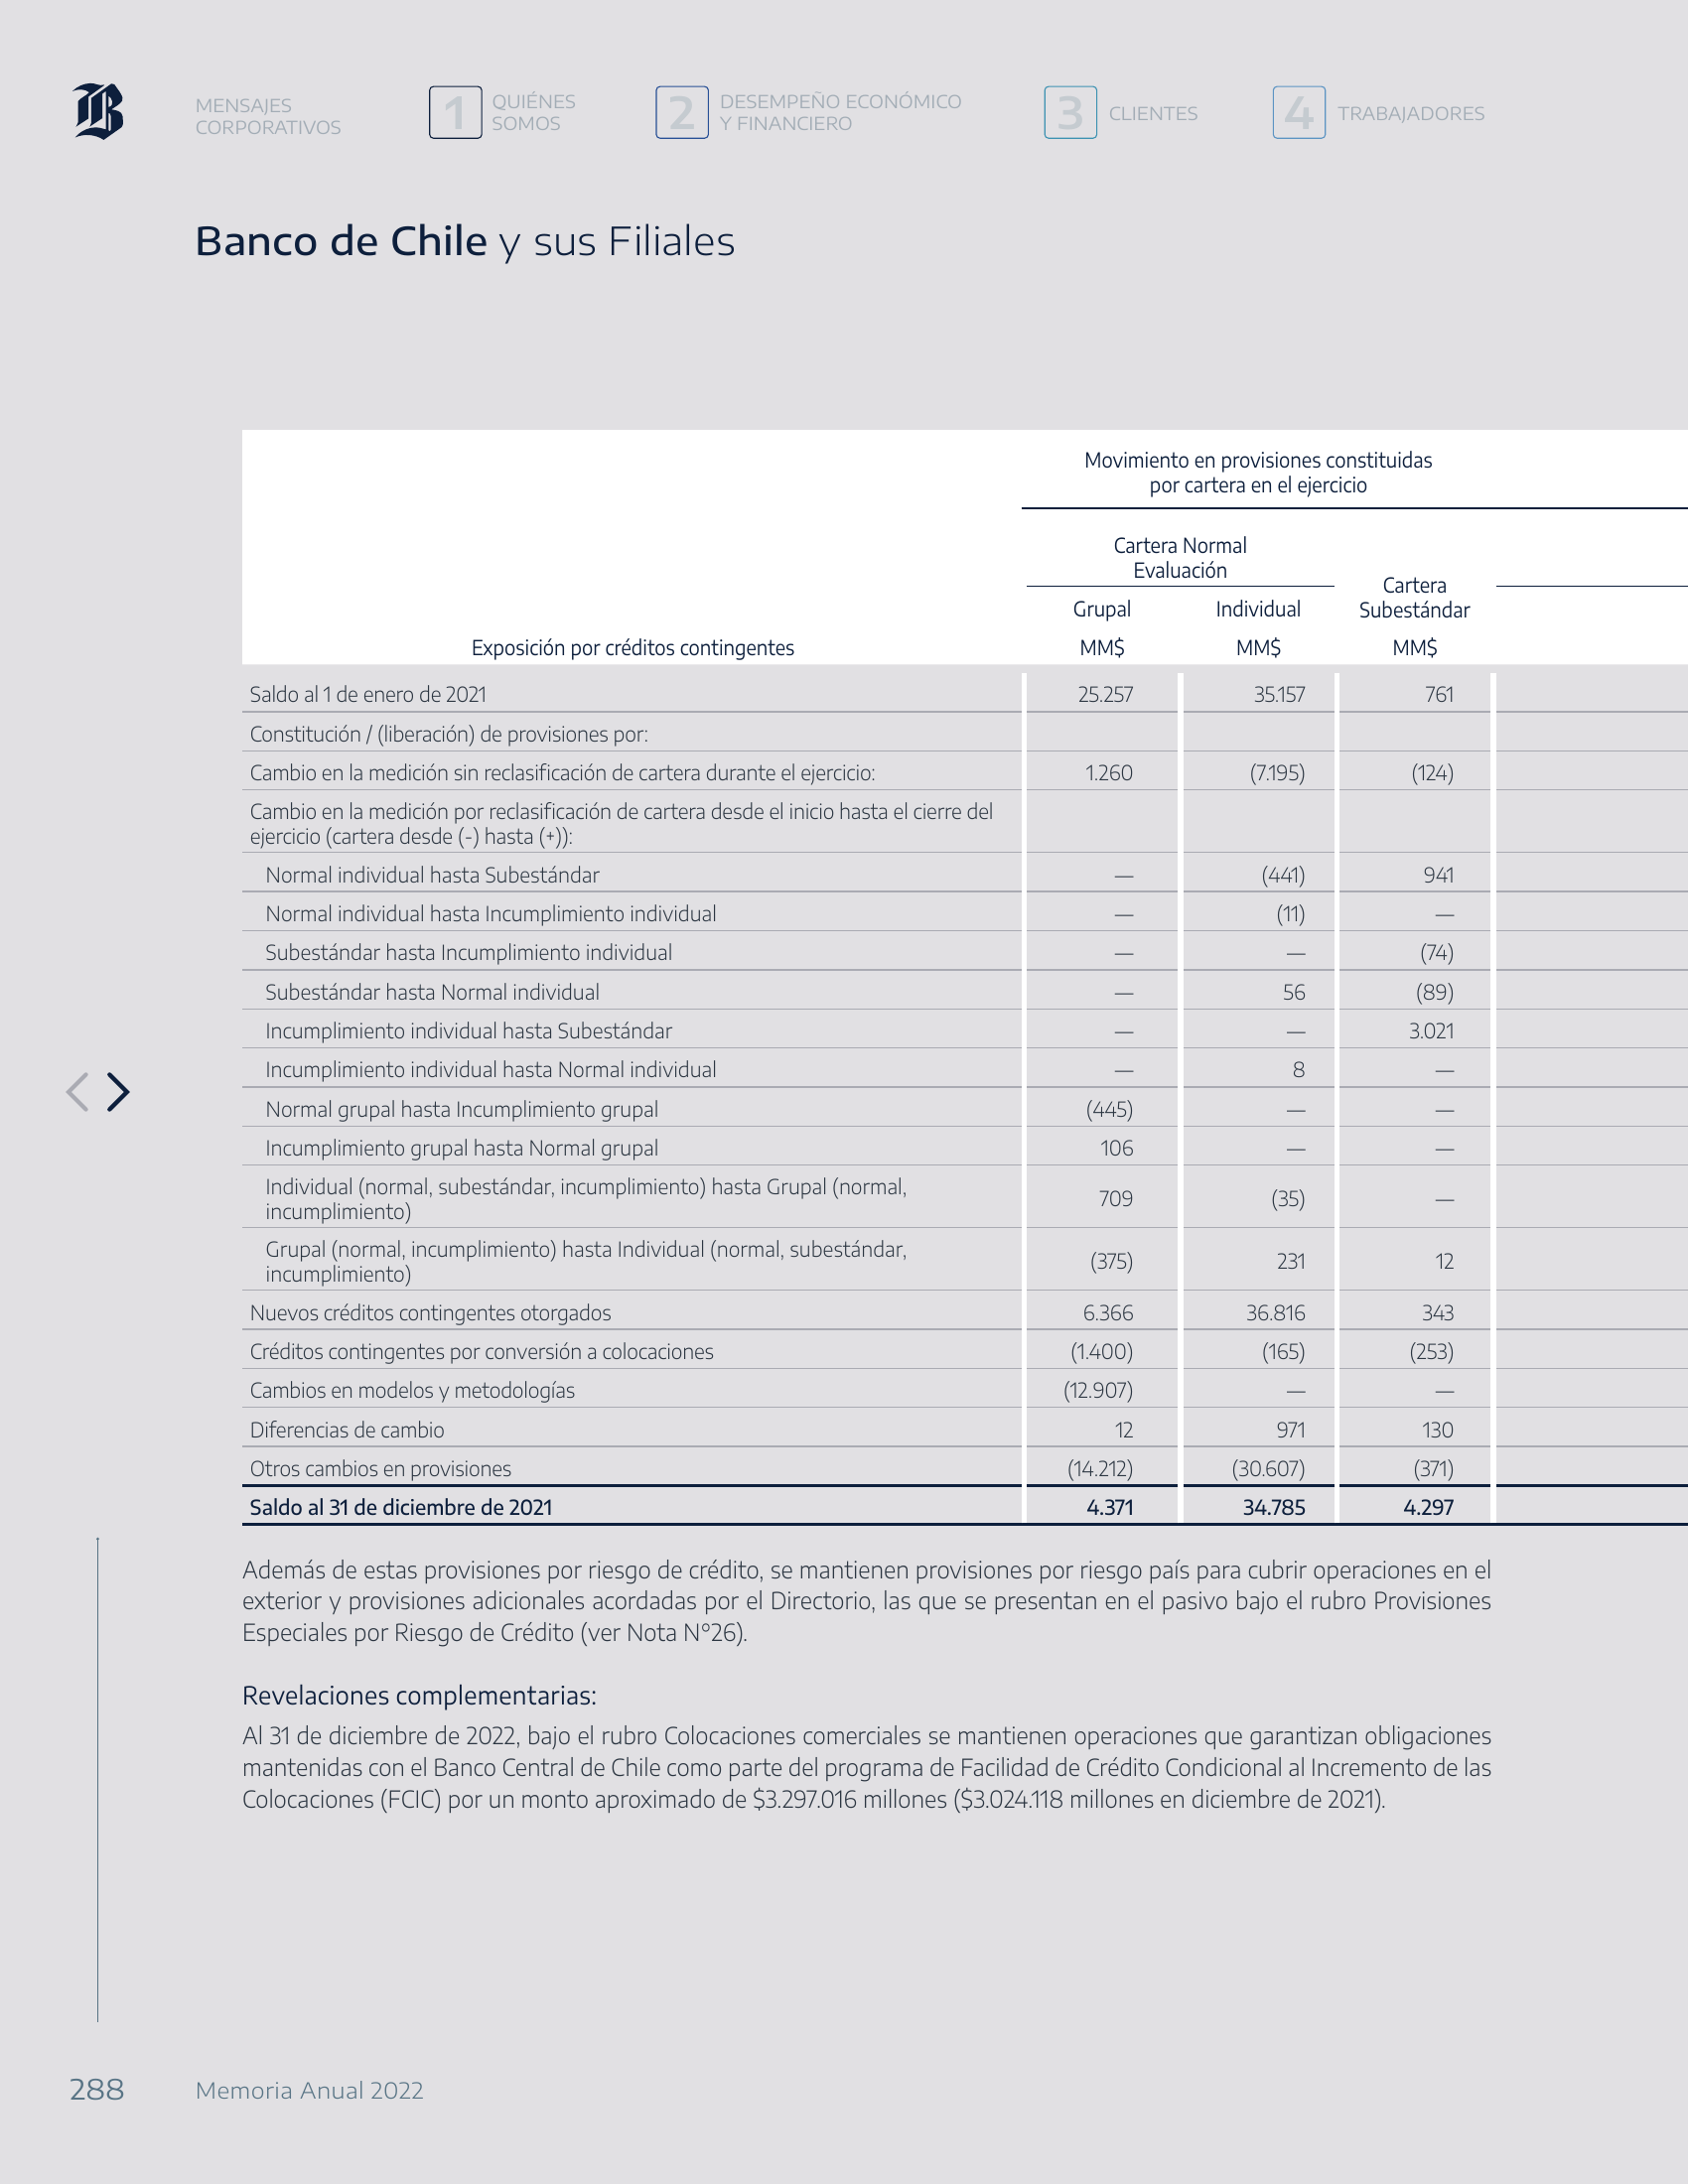 MENSAJES
CORPORATIVOS
1
QUIÉNES
SOMOS
2
DESEMPEÑO ECONÓMICO
Y FINANCIERO
3
CLIENTES
4
TRABAJADORES
Banco de Chile y sus Filiales
Movimiento en provisiones constituidas
por cartera en el ejercicio
Cartera Normal
Evaluación
Cartera
Subestándar
Grupal Individual
Exposición por créditos contingentes MM$ MM$ MM$
Saldo al 1 de enero de 2021 25.257 35.157 761
Constitución / (liberación) de provisiones por:
Cambio en la medición sin reclasificación de cartera durante el ejercicio: 1.260 (7.195) (124)
Cambio en la medición por reclasificación de cartera desde el inicio hasta el cierre del
ejercicio (cartera desde (-) hasta (+)):
Normal individual hasta Subestándar — (441) 941
Normal individual hasta Incumplimiento individual — (11) —
Subestándar hasta Incumplimiento individual — — (74)
Subestándar hasta Normal individual — 56 (89)
Incumplimiento individual hasta Subestándar — — 3.021
Incumplimiento individual hasta Normal individual — 8 —
Normal grupal hasta Incumplimiento grupal (445) — —
Incumplimiento grupal hasta Normal grupal 106 — —
Individual (normal, subestándar, incumplimiento) hasta Grupal (normal,
incumplimiento) 709 (35) —
Grupal (normal, incumplimiento) hasta Individual (normal, subestándar,
incumplimiento) (375) 231 12
Nuevos créditos contingentes otorgados 6.366 36.816 343
Créditos contingentes por conversión a colocaciones (1.400) (165) (253)
Cambios en modelos y metodologías (12.907) — —
Diferencias de cambio 12 971 130
Otros cambios en provisiones (14.212) (30.607) (371)
Saldo al 31 de diciembre de 2021 4.371 34.785 4.297
Además de estas provisiones por riesgo de crédito, se mantienen provisiones por riesgo país para cubrir operaciones en el
exterior y provisiones adicionales acordadas por el Directorio, las que se presentan en el pasivo bajo el rubro Provisiones
Especiales por Riesgo de Crédito (ver Nota N°26).
Revelaciones complementarias:
Al 31 de diciembre de 2022, bajo el rubro Colocaciones comerciales se mantienen operaciones que garantizan obligaciones
mantenidas con el Banco Central de Chile como parte del programa de Facilidad de Crédito Condicional al Incremento de las
Colocaciones (FCIC) por un monto aproximado de $3.297.016 millones ($3.024.118 millones en diciembre de 2021).
288 Memoria Anual 2022